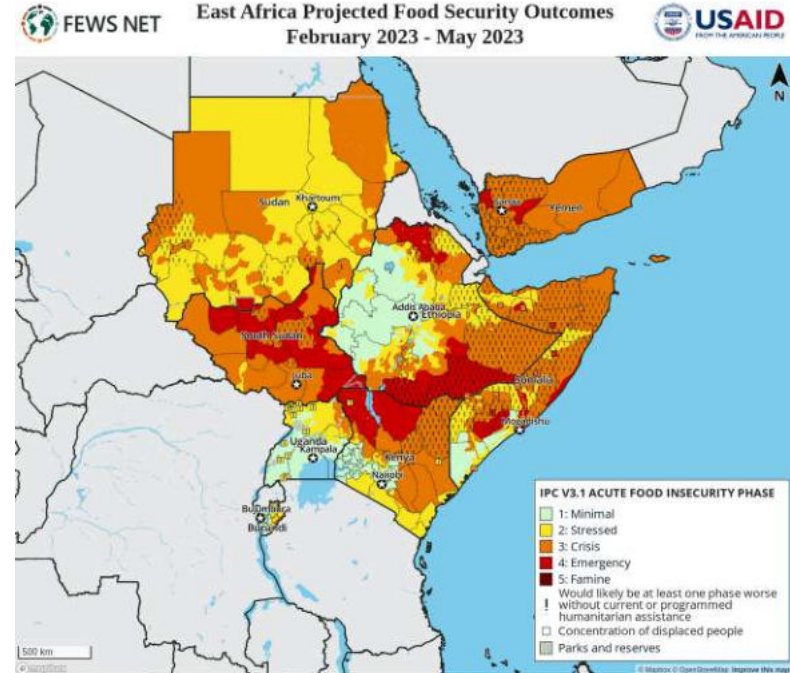 FEWS NET
East Africa Projected Food Security Outcomes
February 2023 - May 2023
USAID
FROM THE AMERICAN PEOPLE
N
Sudan
Khartoum
Yemen
Addis Ababa
Ethiopia
South Sudan
Juba
Somalia
Mogadishu
Uganda
Kampala
Kenya
Nairobi
Burundi
IPC V3.1 ACUTE FOOD INSECURITY PHASE
1: Minimal
2: Stressed
3: Crisis
4: Emergency
5: Famine
! Would likely be at least one phase worse
without current or programmed
humanitarian assistance
Concentration of displaced people
Parks and reserves
500 km
© mapbox
© Mapbox © OpenStreetMap Improve this map